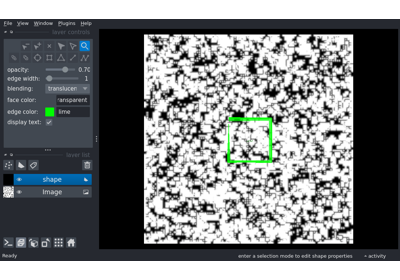 File View Window Plugins Help
layer controls
opacity: 0.70
edge width: 1
blending: translucen
face color: transparent
edge color: lime
display text:
layer list
shape
Image
Ready enter a selection mode to edit shape properties activity